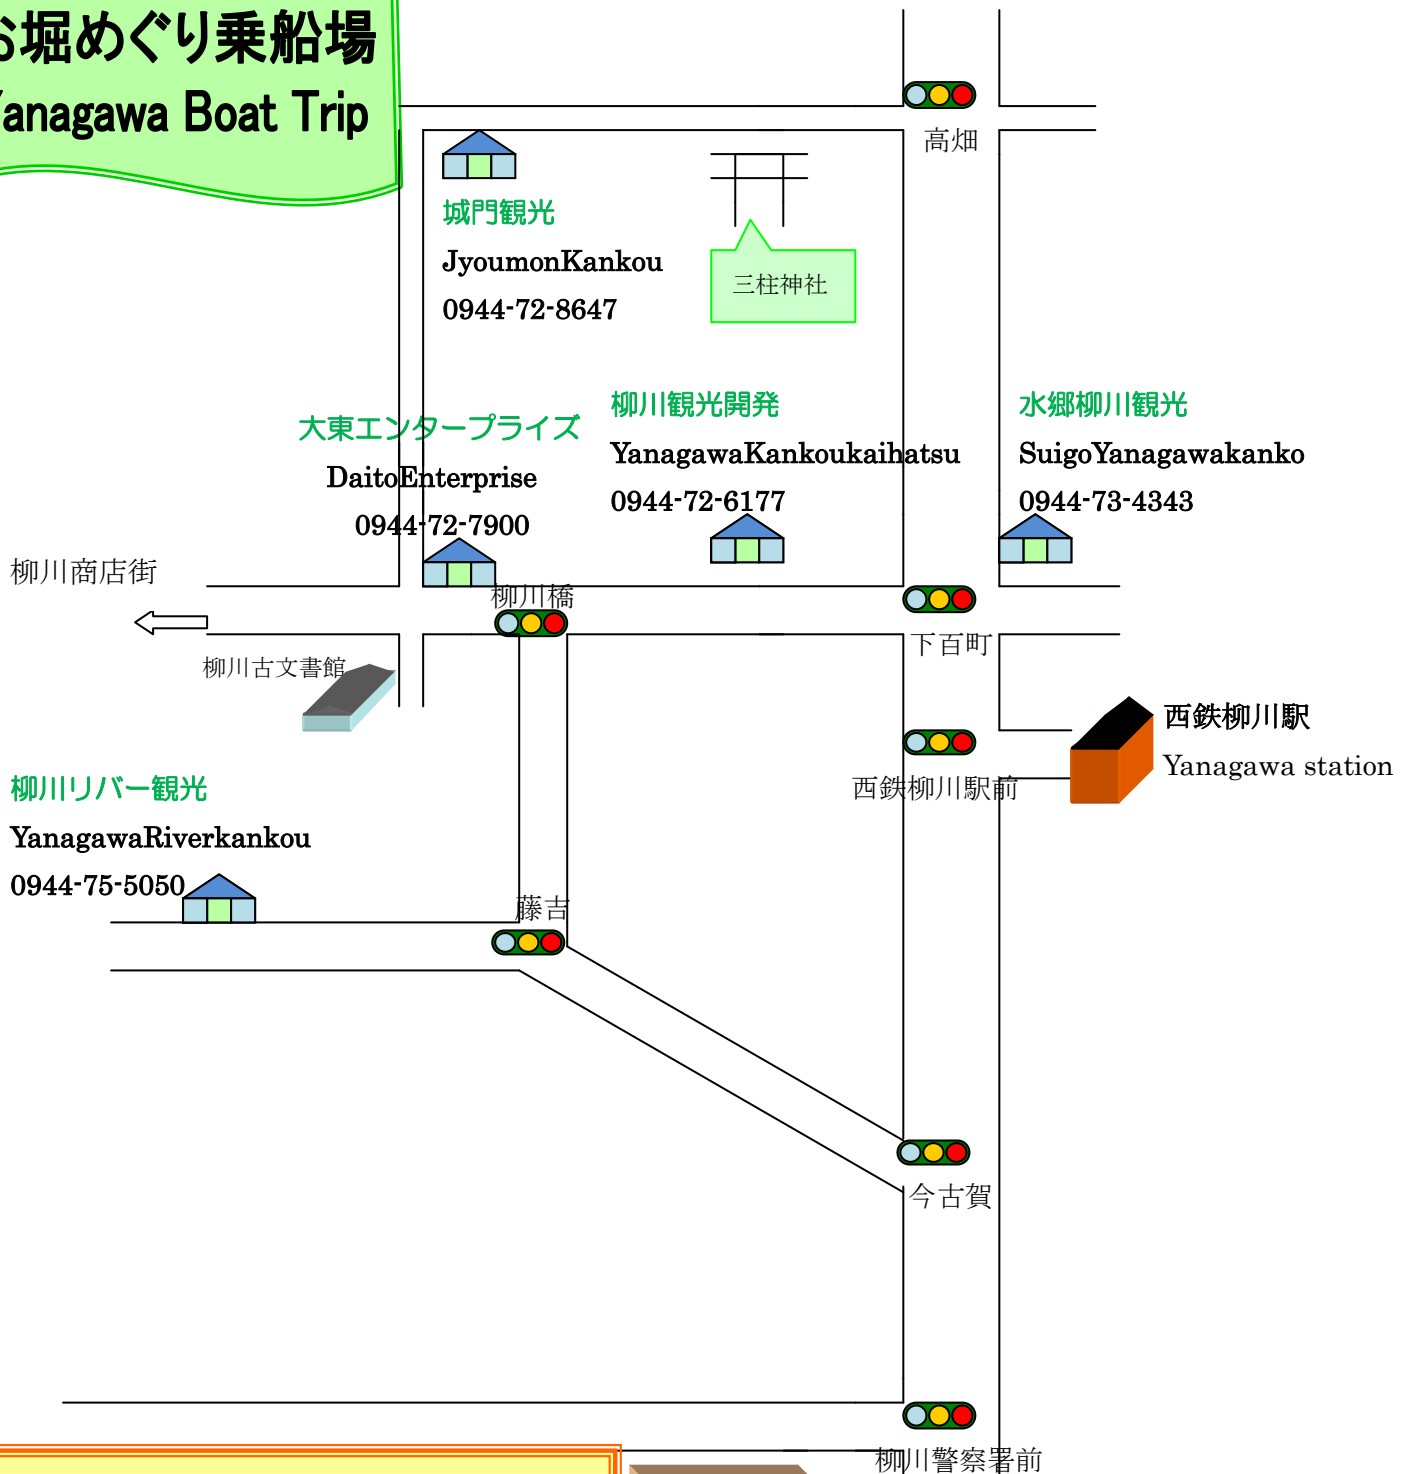 お堀めぐり乗船場
Yanagawa Boat Trip
高畑
城門観光
JyoumonKankou
0944-72-8647
三柱神社
大東エンタープライズ
DaitoEnterprise
0944-72-7900
柳川観光開発
YanagawaKankoukaihatsu
0944-72-6177
水郷柳川観光
SuigoYanagawakanko
0944-73-4343
柳川商店街
柳川橋
下百町
柳川古文書館
西鉄柳川駅
Yanagawa station
西鉄柳川駅前
柳川リバー観光
YanagawaRiverkankou
0944-75-5050
藤吉
今古賀
柳川警察署前